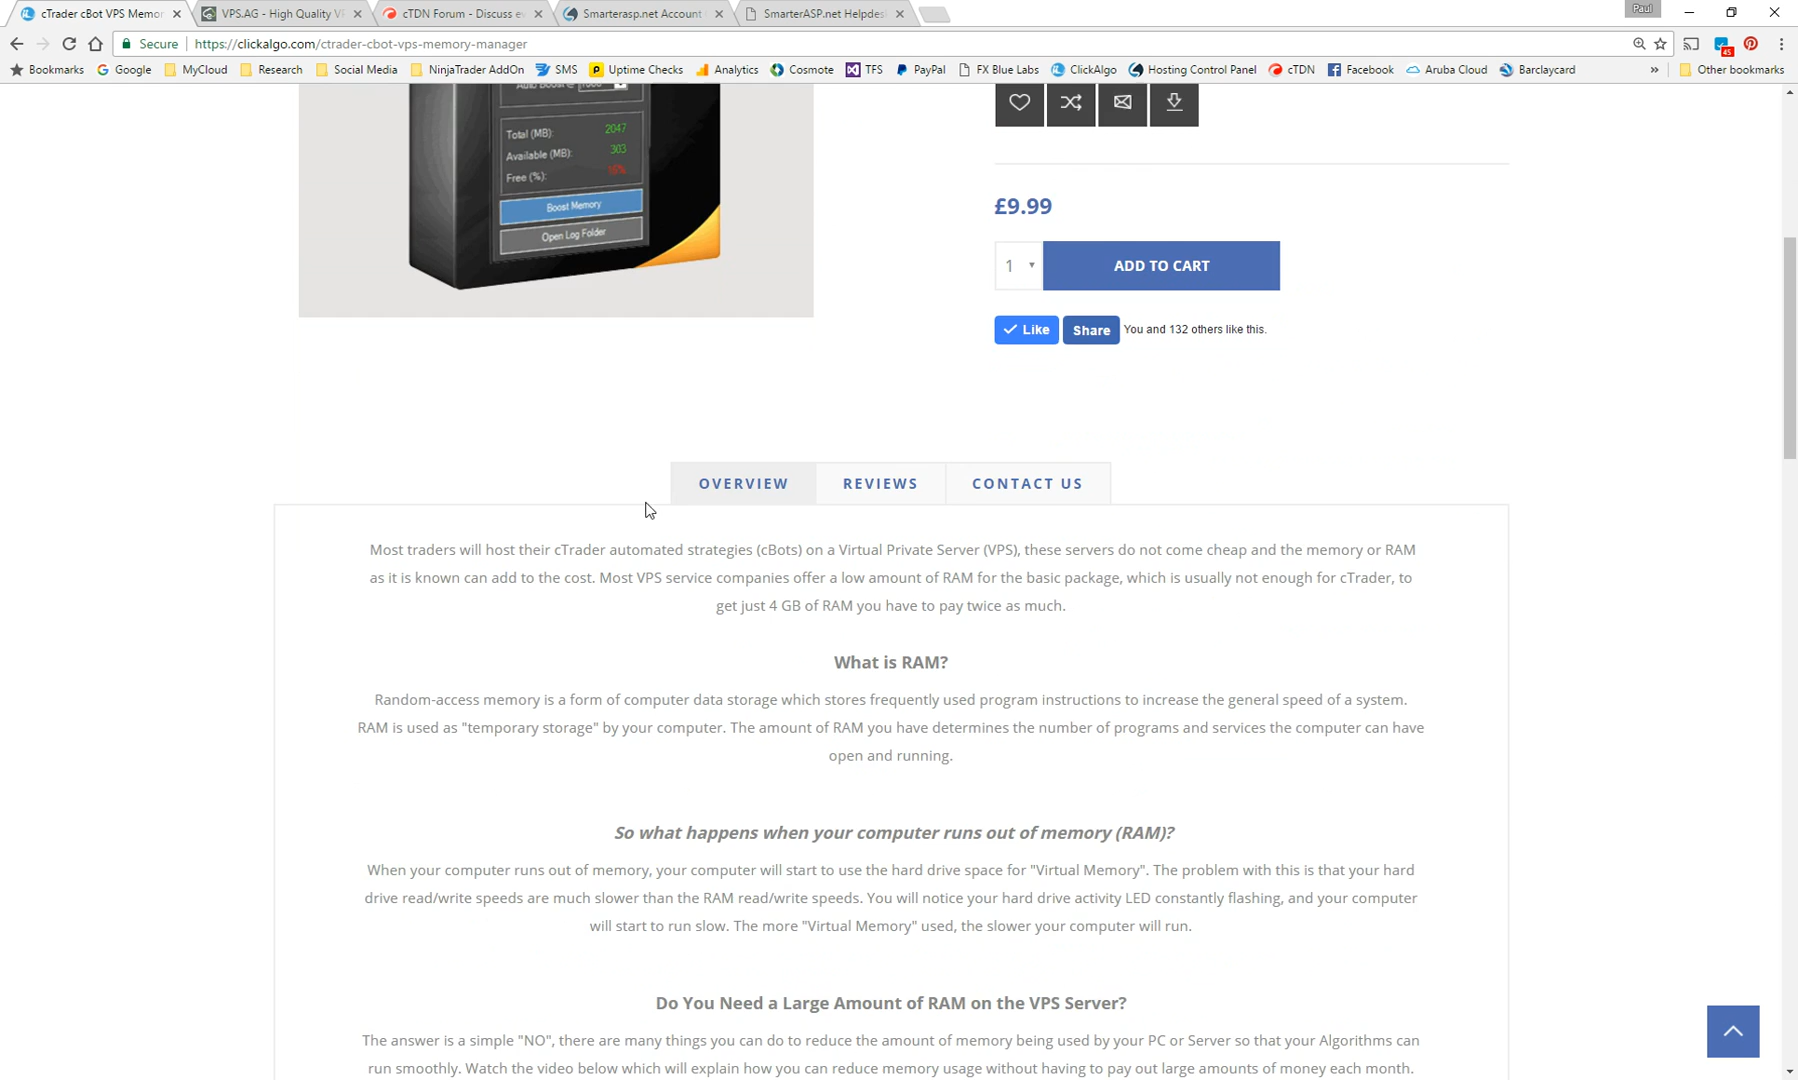 cTrader cBot VPS Memor
VPS.AG - High Quality VP
cTDN Forum - Discuss ev
Smarterasp.net Account
SmarterASP.net Helpdes
Paul
Secure https://clickalgo.com/ctrader-cbot-vps-memory-manager
45
Bookmarks Google MyCloud Research Social Media NinjaTrader AddOn SMS Uptime Checks Analytics Cosmote TFS PayPal FX Blue Labs ClickAlgo Hosting Control Panel cTDN Facebook Aruba Cloud Barclaycard » Other bookmarks
Total (MB): 2047
Available (MB): 303
Free (%): 15%
Boost Memory
Open Log Folder
£9.99
1 ADD TO CART
Like Share You and 132 others like this.
OVERVIEW REVIEWS CONTACT US
Most traders will host their cTrader automated strategies (cBots) on a Virtual Private Server (VPS), these servers do not come cheap and the memory or RAM
as it is known can add to the cost. Most VPS service companies offer a low amount of RAM for the basic package, which is usually not enough for cTrader, to
get just 4 GB of RAM you have to pay twice as much.
What is RAM?
Random-access memory is a form of computer data storage which stores frequently used program instructions to increase the general speed of a system.
RAM is used as "temporary storage" by your computer. The amount of RAM you have determines the number of programs and services the computer can have
open and running.
So what happens when your computer runs out of memory (RAM)?
When your computer runs out of memory, your computer will start to use the hard drive space for "Virtual Memory". The problem with this is that your hard
drive read/write speeds are much slower than the RAM read/write speeds. You will notice your hard drive activity LED constantly flashing, and your computer
will start to run slow. The more "Virtual Memory" used, the slower your computer will run.
Do You Need a Large Amount of RAM on the VPS Server?
The answer is a simple "NO", there are many things you can do to reduce the amount of memory being used by your PC or Server so that your Algorithms can
run smoothly. Watch the video below which will explain how you can reduce memory usage without having to pay out large amounts of money each month.